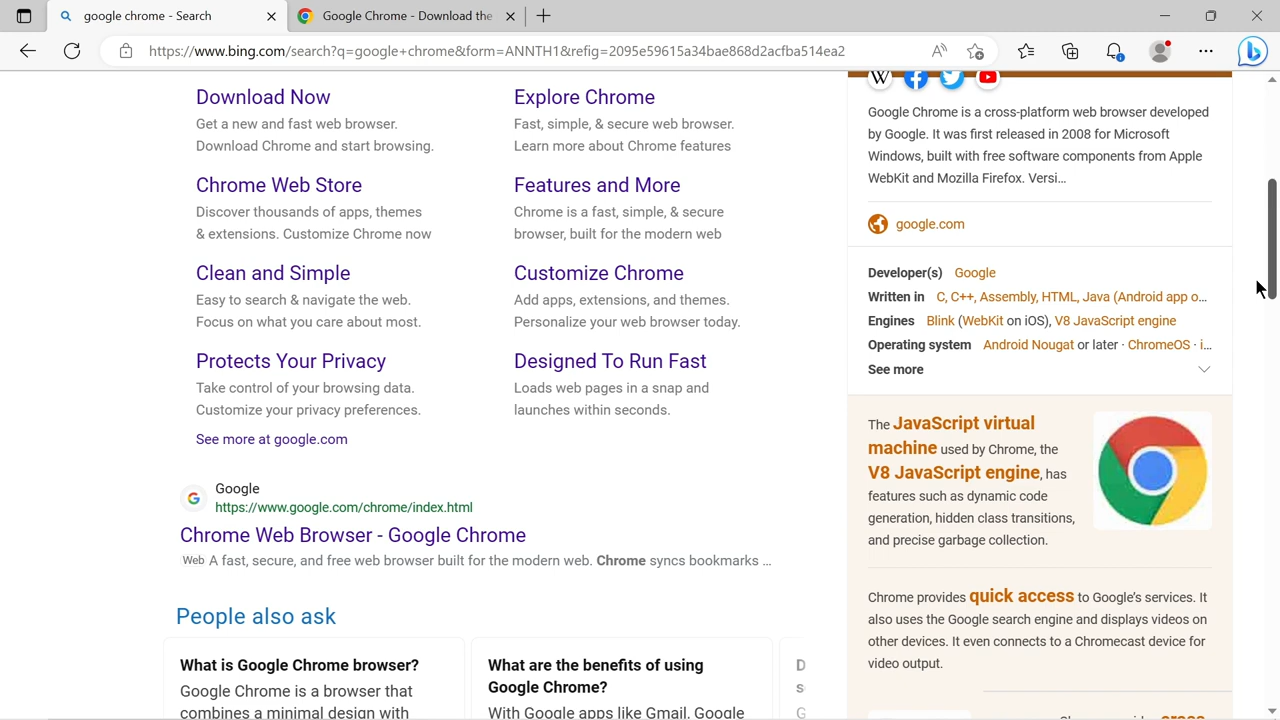 google chrome - Search
Google Chrome - Download the
https://www.bing.com/search?q=google+chrome&form=ANNTH1&refig=2095e59615a34bae868d2acfba514ea2
Download Now
Get a new and fast web browser.
Download Chrome and start browsing.
Explore Chrome
Fast, simple, & secure web browser.
Learn more about Chrome features
Chrome Web Store
Discover thousands of apps, themes
& extensions. Customize Chrome now
Features and More
Chrome is a fast, simple, & secure
browser, built for the modern web
Clean and Simple
Easy to search & navigate the web.
Focus on what you care about most.
Customize Chrome
Add apps, extensions, and themes.
Personalize your web browser today.
Protects Your Privacy
Take control of your browsing data.
Customize your privacy preferences.
Designed To Run Fast
Loads web pages in a snap and
launches within seconds.
See more at google.com
Google
https://www.google.com/chrome/index.html
Chrome Web Browser - Google Chrome
Web A fast, secure, and free web browser built for the modern web. Chrome syncs bookmarks ...
People also ask
What is Google Chrome browser?
Google Chrome is a browser that
combines a minimal design with
What are the benefits of using
Google Chrome?
With Google apps like Gmail, Google
D
s
G
W
Google Chrome is a cross-platform web browser developed
by Google. It was first released in 2008 for Microsoft
Windows, built with free software components from Apple
WebKit and Mozilla Firefox. Versi...
google.com
Developer(s) Google
Written in C, C++, Assembly, HTML, Java (Android app o...
Engines Blink (WebKit on iOS), V8 JavaScript engine
Operating system Android Nougat or later · ChromeOS · i...
See more
The JavaScript virtual
machine used by Chrome, the
V8 JavaScript engine, has
features such as dynamic code
generation, hidden class transitions,
and precise garbage collection.
Chrome provides quick access to Google's services. It
also uses the Google search engine and displays videos on
other devices. It even connects to a Chromecast device for
video output.